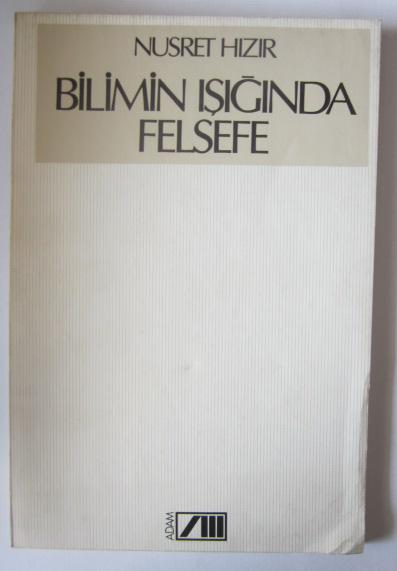 NUSRET HIZIR
BİLİMİN IŞIĞINDA
FELSEFE
ADAM